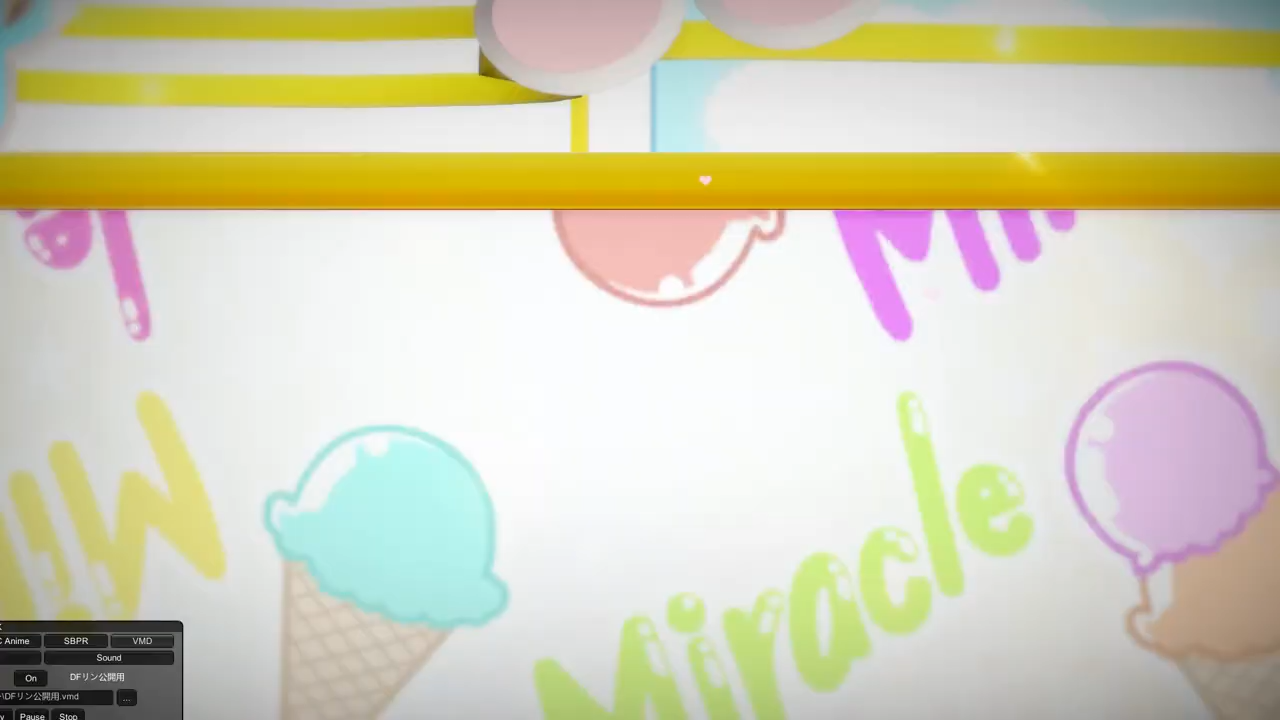 Miracle
Anime
SBPR
VMD
Sound
On
DFリン公開用
\DFリン公開用.vmd
...
Pause
Stop